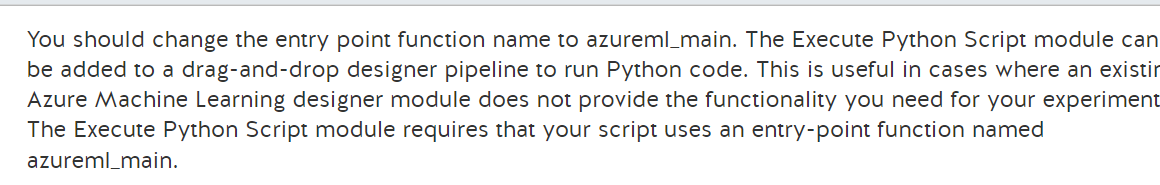 You should change the entry point function name to azureml_main. The Execute Python Script module can
be added to a drag-and-drop designer pipeline to run Python code. This is useful in cases where an
Azure Machine Learning designer module does not provide the functionality you need for your experiment
The Execute Python Script module requires that your script uses an entry-point function named
azureml_main.